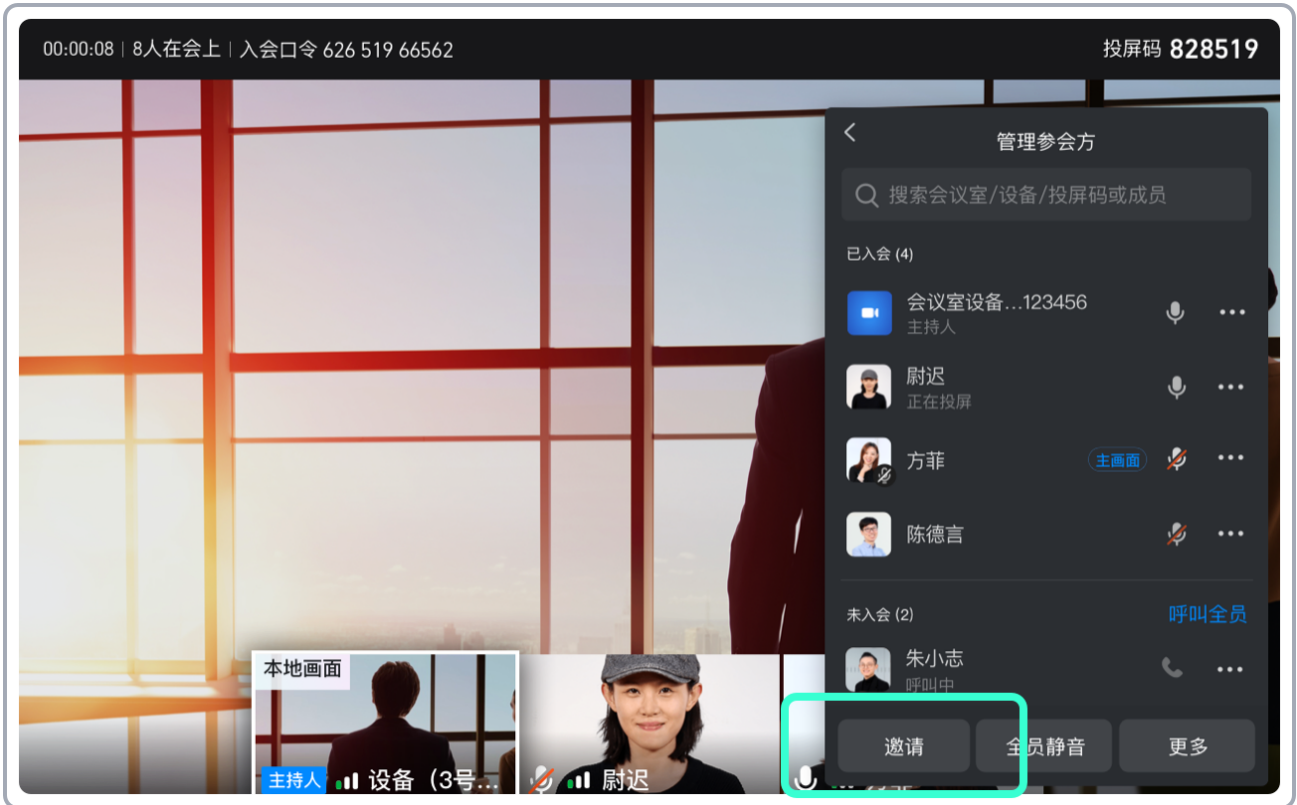 00:00:08 | 8人在会上 | 入会口令 626 519 66562
投屏码 828519
管理参会方
搜索会议室/设备/投屏码或成员
已入会 (4)
会议室设备...123456
主持人
尉迟
正在投屏
方菲
主画面
陈德言
未入会 (2)
呼叫全员
朱小志
呼叫中
邀请
全员静音
更多
本地画面
主持人
设备（3号...
尉迟
方菲